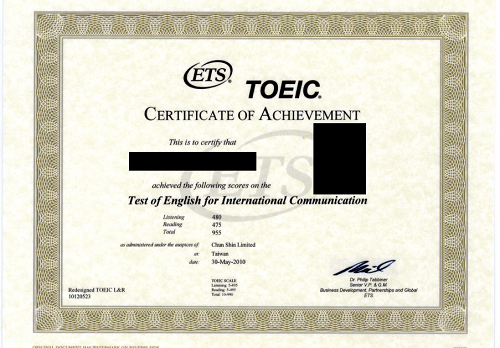 ETS
TOEIC.
CERTIFICATE OF ACHIEVEMENT
This is to certify that
achieved the following scores on the
Test of English for International Communication
Listening 480
Reading 475
Total 955
as administered under the auspices of Chun Shin Limited
at: Taiwan
date: 30-May-2010
TOEIC SCALE
Listening 5-495
Reading 5-495
Total 10-990
Dr. Philip Tabbiner
Senior V.P. & G.M.
Business Development, Partnerships and Global
ETS
Redesigned TOEIC L&R
10120523
ETS